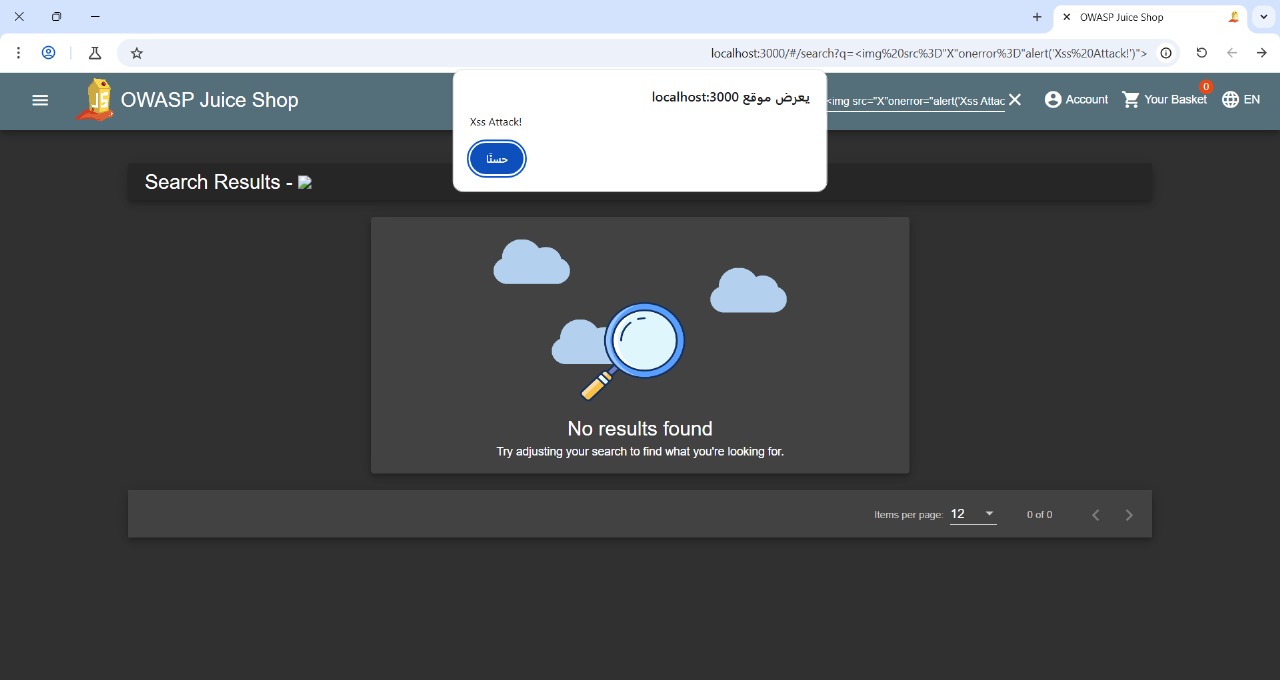 OWASP Juice Shop
localhost:3000/#/search?q=<img%20src%3D"X"onerror%3D"alert('Xss%20Attack!')">
OWASP Juice Shop
يعرض موقع localhost:3000
Xss Attack!
حسنًا
<img src="X"onerror="alert('Xss Attac
Account
0
Your Basket
EN
Search Results -
No results found
Try adjusting your search to find what you're looking for.
Items per page: 12
0 of 0